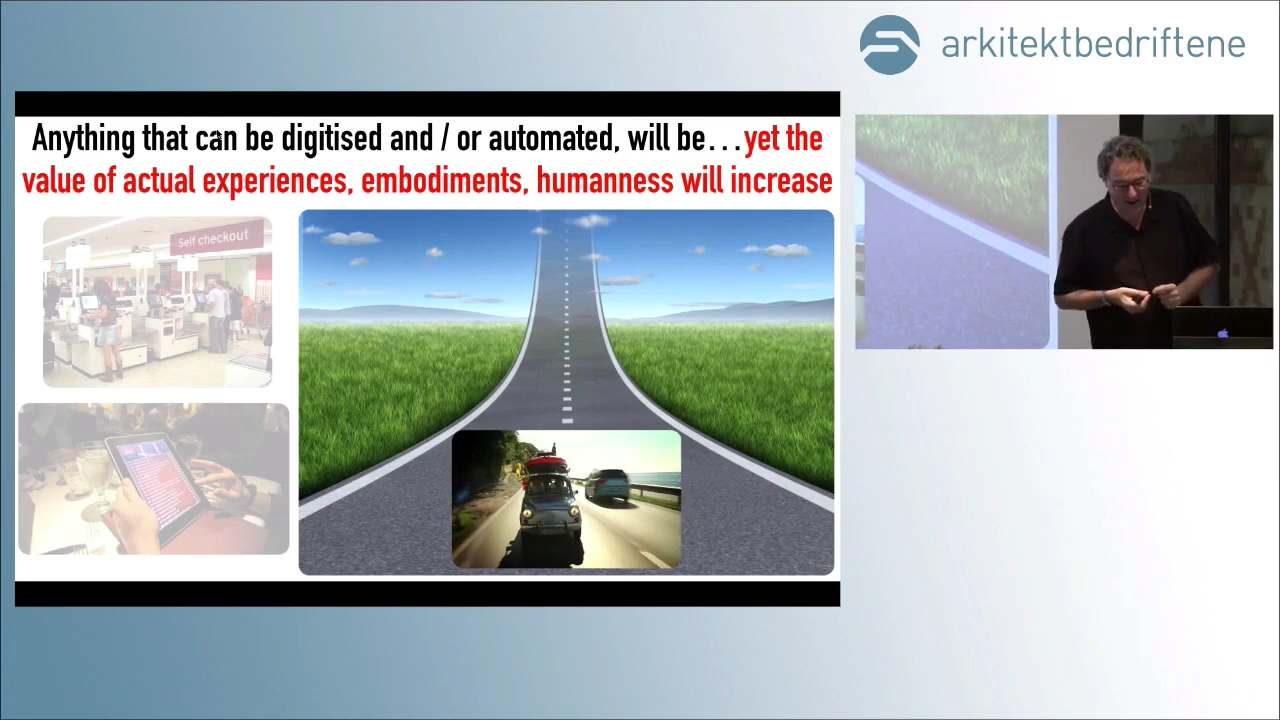 arkitektbedriftene
Anything that can be digitised and / or automated, will be...yet the
value of actual experiences, embodiments, humanness will increase
Self checkout